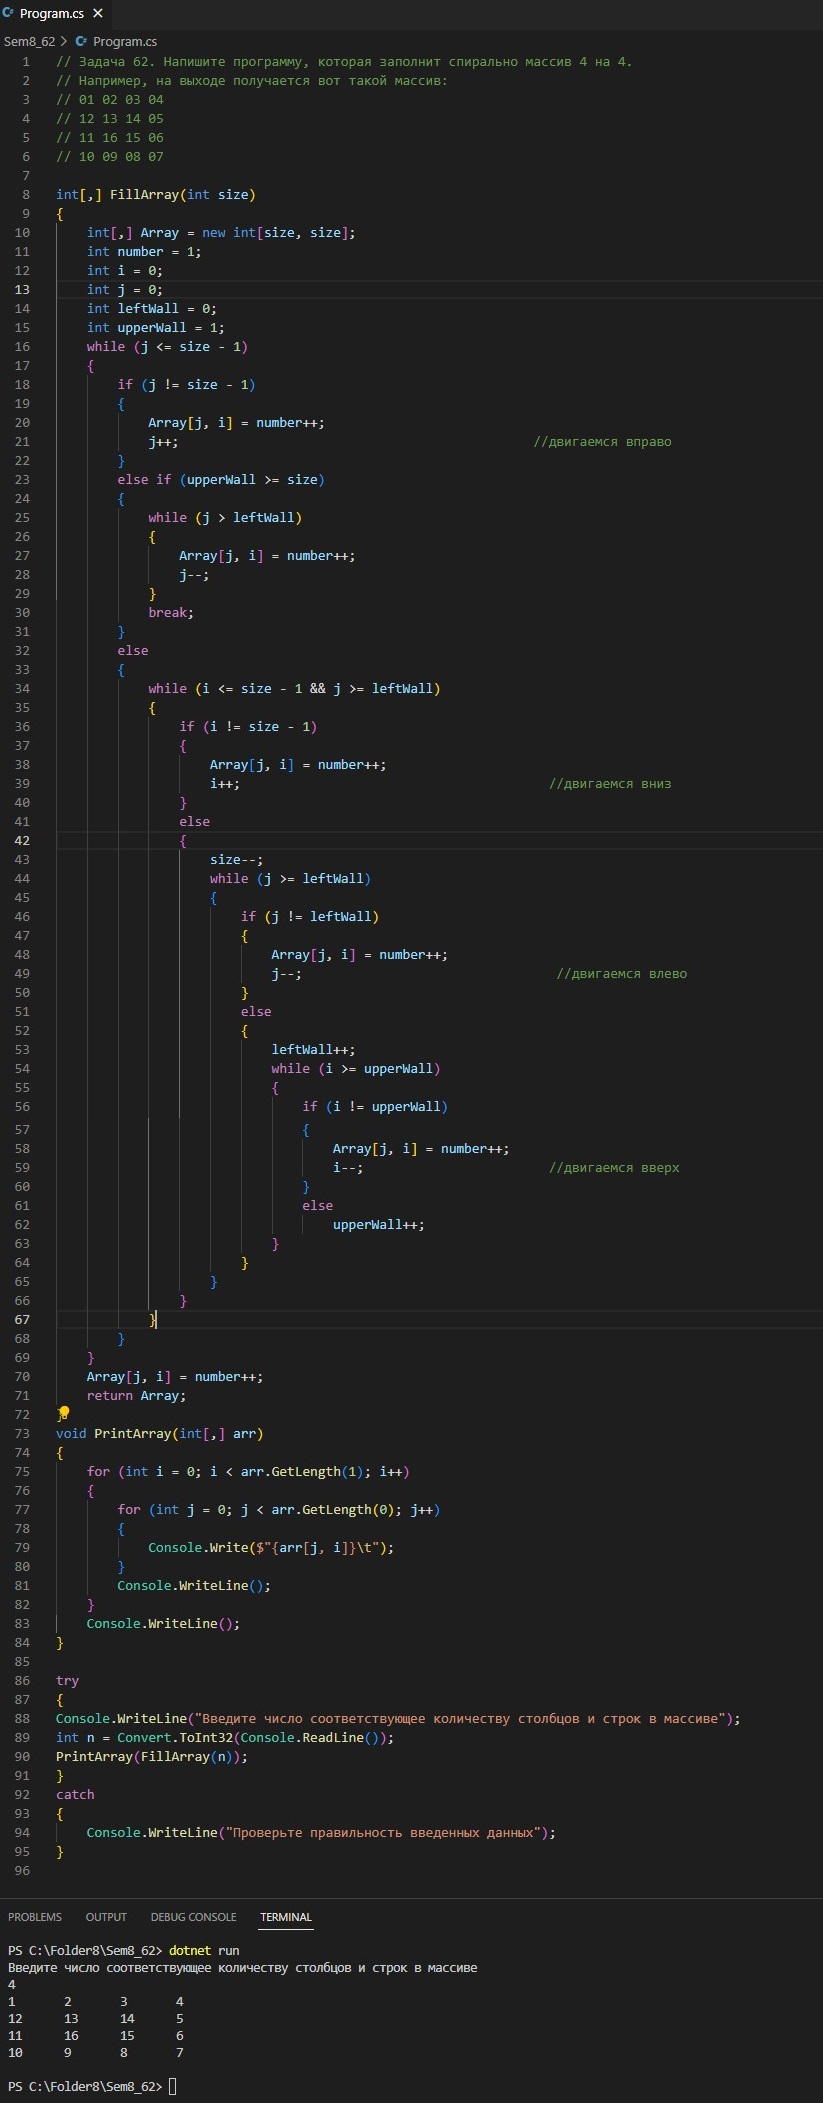 Program.cs ×
Sem8_62 > Program.cs
1 // Задача 62. Напишите программу, которая заполнит спирально массив 4 на 4.
2 // Например, на выходе получается вот такой массив:
3 // 01 02 03 04
4 // 12 13 14 05
5 // 11 16 15 06
6 // 10 09 08 07
7
8 int[,] FillArray(int size)
9 {
10     int[,] Array = new int[size, size];
11     int number = 1;
12     int i = 0;
13     int j = 0;
14     int leftWall = 0;
15     int upperWall = 1;
16     while (j <= size - 1)
17     {
18         if (j != size - 1)
19         {
20             Array[j, i] = number++;
21             j++; //двигаемся вправо
22         }
23         else if (upperWall >= size)
24         {
25             while (j > leftWall)
26             {
27                 Array[j, i] = number++;
28                 j--;
29             }
30             break;
31         }
32         else
33         {
34             while (i <= size - 1 && j >= leftWall)
35             {
36                 if (i != size - 1)
37                 {
38                     Array[j, i] = number++;
39                     i++; //двигаемся вниз
40                 }
41                 else
42                 {
43                     size--;
44                     while (j >= leftWall)
45                     {
46                         if (j != leftWall)
47                         {
48                             Array[j, i] = number++;
49                             j--; //двигаемся влево
50                         }
51                         else
52                         {
53                             leftWall++;
54                             while (i >= upperWall)
55                             {
56                                 if (i != upperWall)
57                                 {
58                                     Array[j, i] = number++;
59                                     i--; //двигаемся вверх
60                                 }
61                                 else
62                                     upperWall++;
63                             }
64                         }
65                     }
66                 }
67             }
68         }
69     }
70     Array[j, i] = number++;
71     return Array;
72 }
73 void PrintArray(int[,] arr)
74 {
75     for (int i = 0; i < arr.GetLength(1); i++)
76     {
77         for (int j = 0; j < arr.GetLength(0); j++)
78         {
79             Console.Write($"{arr[j, i]}\t");
80         }
81         Console.WriteLine();
82     }
83     Console.WriteLine();
84 }
85
86 try
87 {
88 Console.WriteLine("Введите число соответствующее количеству столбцов и строк в массиве");
89 int n = Convert.ToInt32(Console.ReadLine());
90 PrintArray(FillArray(n));
91 }
92 catch
93 {
94     Console.WriteLine("Проверьте правильность введенных данных");
95 }
96
PROBLEMS OUTPUT DEBUG CONSOLE TERMINAL
PS C:\Folder8\Sem8_62> dotnet run
Введите число соответствующее количеству столбцов и строк в массиве
4
1 2 3 4
12 13 14 5
11 16 15 6
10 9 8 7
PS C:\Folder8\Sem8_62>